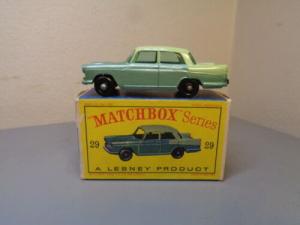 "MATCHBOX" Series
29 29
A LESNEY PRODUCT